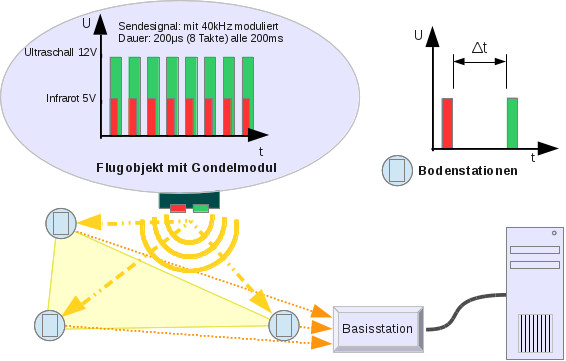 U
Sendesignal: mit 40kHz moduliert
Dauer: 200µs (8 Takte) alle 200ms
Ultraschall 12V
Infrarot 5V
t
Flugobjekt mit Gondelmodul
U
Δt
t
Bodenstationen
Basisstation